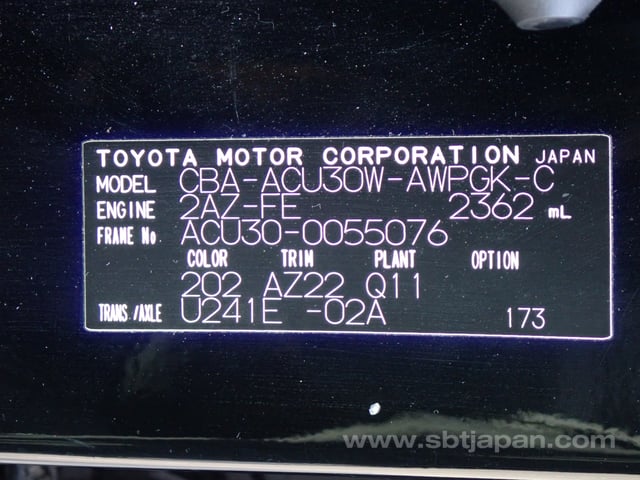 TOYOTA MOTOR CORPORATION JAPAN
MODEL CBA-ACU30W-AWPGK-C
ENGINE 2AZ-FE 2362 mL
FRAME No ACU30-0055076
COLOR TRIM PLANT OPTION
202 AZ22 Q11
TRANS/AXLE U241E -02A 173
www.sbtjapan.com